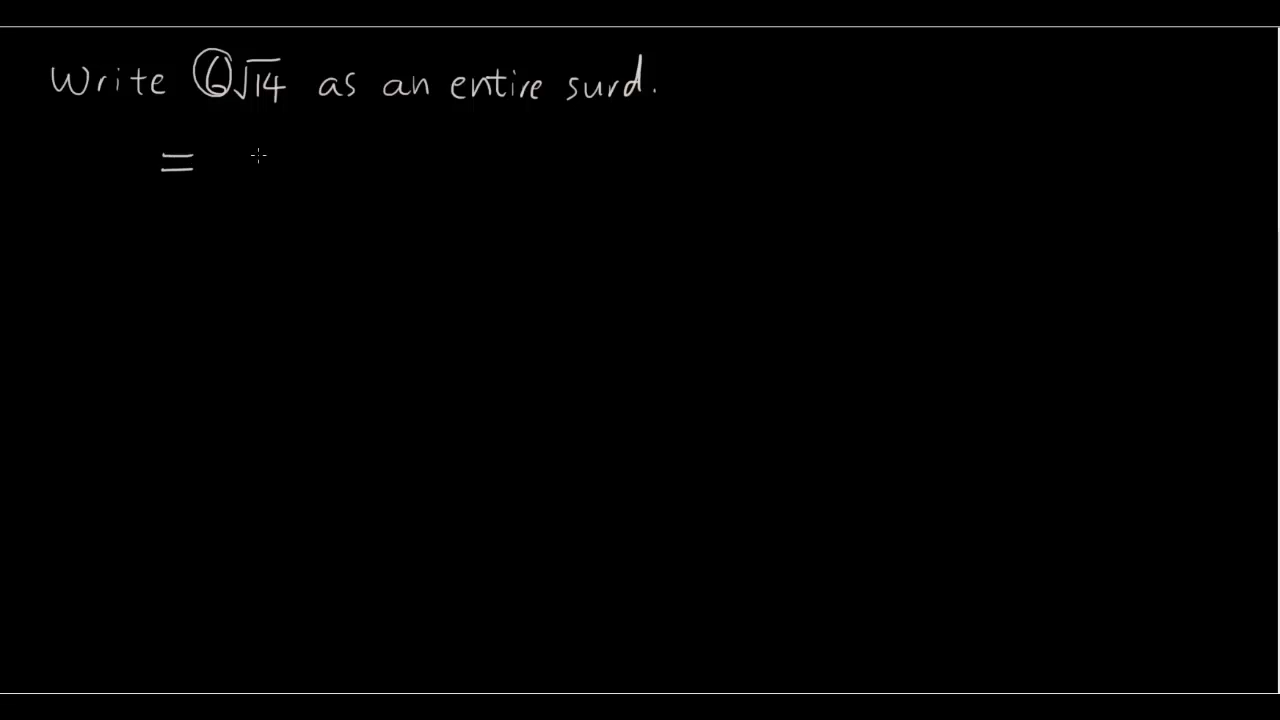 Write 6√14 as an entire surd.
=